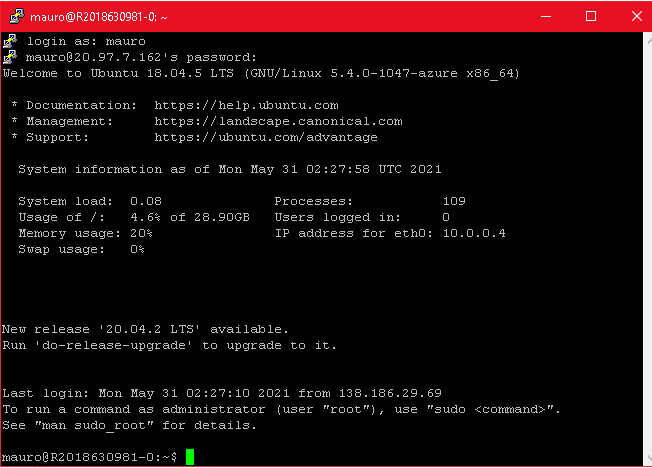 mauro@R2018630981-0: ~
login as: mauro
mauro@20.97.7.162's password:
Welcome to Ubuntu 18.04.5 LTS (GNU/Linux 5.4.0-1047-azure x86_64)
* Documentation:  https://help.ubuntu.com
* Management:     https://landscape.canonical.com
* Support:        https://ubuntu.com/advantage
System information as of Mon May 31 02:27:58 UTC 2021
System load:  0.08              Processes:           109
Usage of /:   4.6% of 28.90GB   Users logged in:     0
Memory usage: 20%               IP address for eth0: 10.0.0.4
Swap usage:   0%
New release '20.04.2 LTS' available.
Run 'do-release-upgrade' to upgrade to it.
Last login: Mon May 31 02:27:10 2021 from 138.186.29.69
To run a command as administrator (user "root"), use "sudo <command>".
See "man sudo_root" for details.
mauro@R2018630981-0:~$